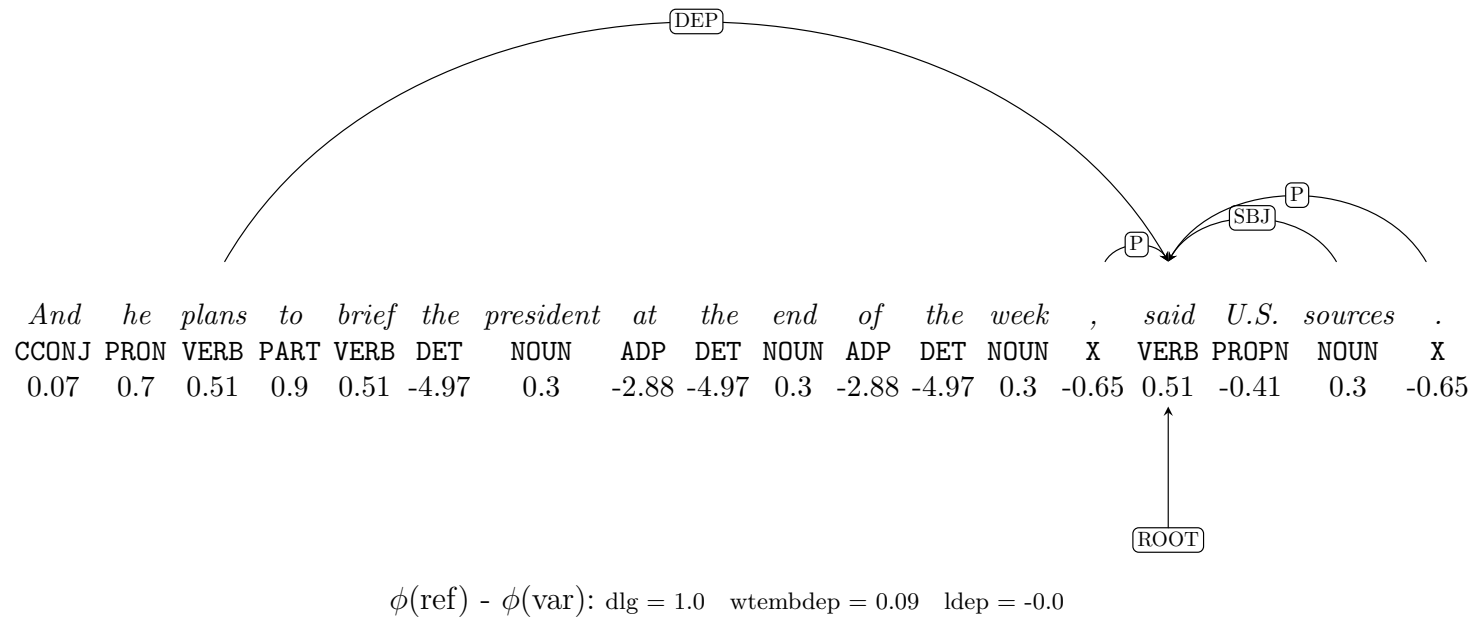 DEP
P
SBJ
P
And he plans to brief the president at the end of the week , said U.S. sources .
CCONJ PRON VERB PART VERB DET NOUN ADP DET NOUN ADP DET NOUN X VERB PROPN NOUN X
0.07 0.7 0.51 0.9 0.51 -4.97 0.3 -2.88 -4.97 0.3 -2.88 -4.97 0.3 -0.65 0.51 -0.41 0.3 -0.65
ROOT
ϕ(ref) - ϕ(var): dlg = 1.0 wtembdep = 0.09 ldep = -0.0